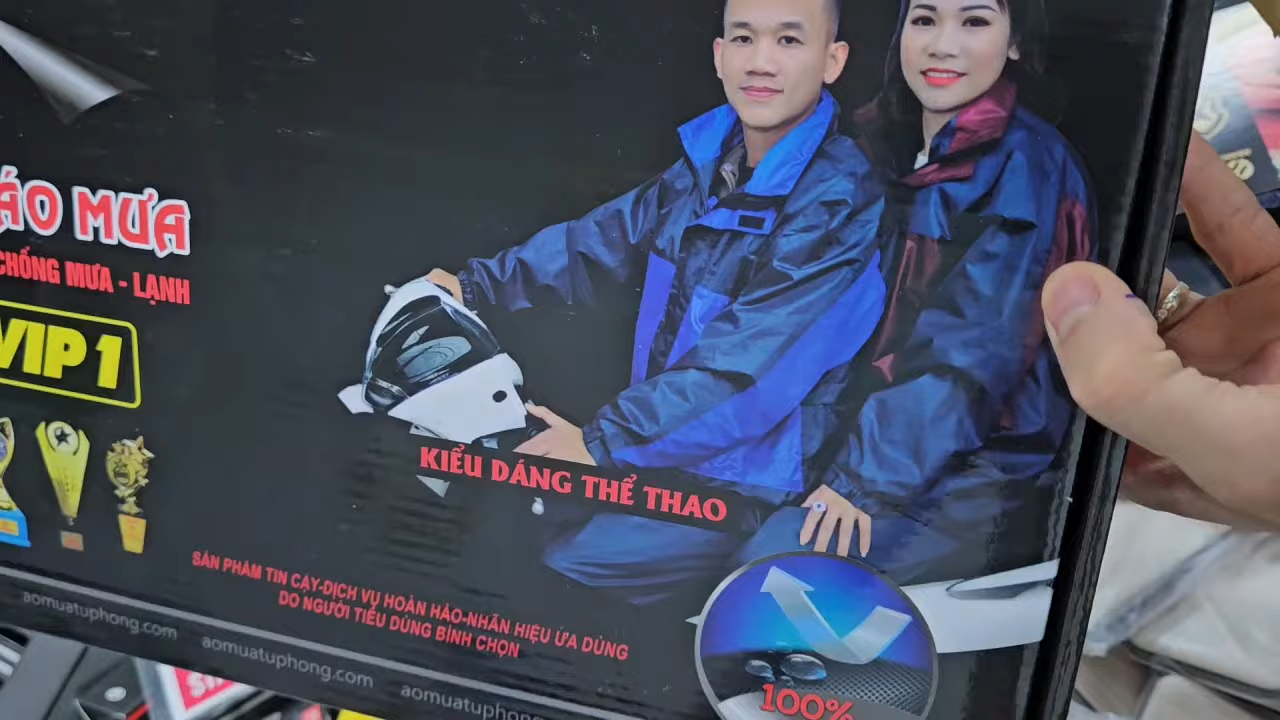 ÁO MƯA
CHỐNG MƯA - LẠNH
VIP 1
KIỂU DÁNG THỂ THAO
SẢN PHẨM TIN CẬY-DỊCH VỤ HOÀN HẢO-NHÃN HIỆU ƯA DÙNG
DO NGƯỜI TIÊU DÙNG BÌNH CHỌN
aomuatuphong.com
aomuatuphong.com
aomuatuphong
100%